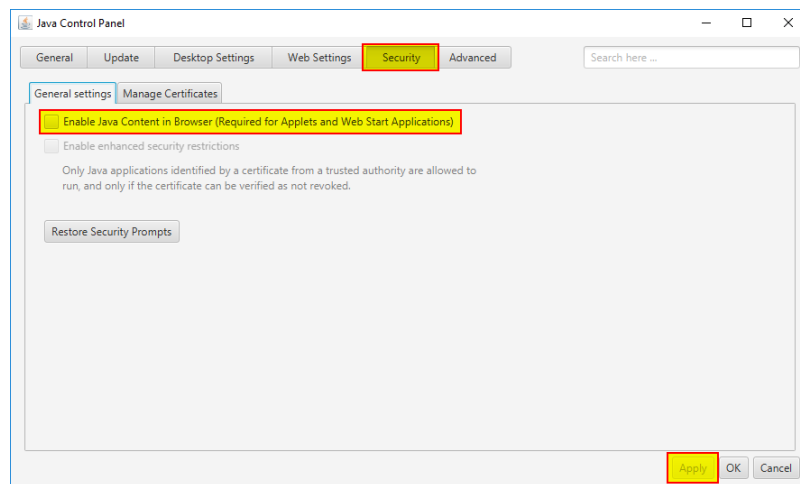 Java Control Panel
General Update Desktop Settings Web Settings Security Advanced Search here ...
General settings Manage Certificates
Enable Java Content in Browser (Required for Applets and Web Start Applications)
Enable enhanced security restrictions
Only Java applications identified by a certificate from a trusted authority are allowed to
run, and only if the certificate can be verified as not revoked.
Restore Security Prompts
Apply OK Cancel